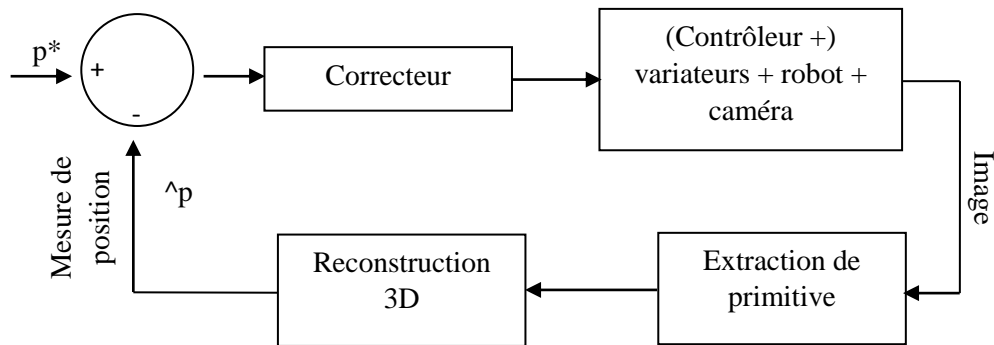 p*
+
-
Correcteur
(Contrôleur +)
variateurs + robot +
caméra
Image
Extraction de
primitive
Reconstruction
3D
^p
Mesure de
position